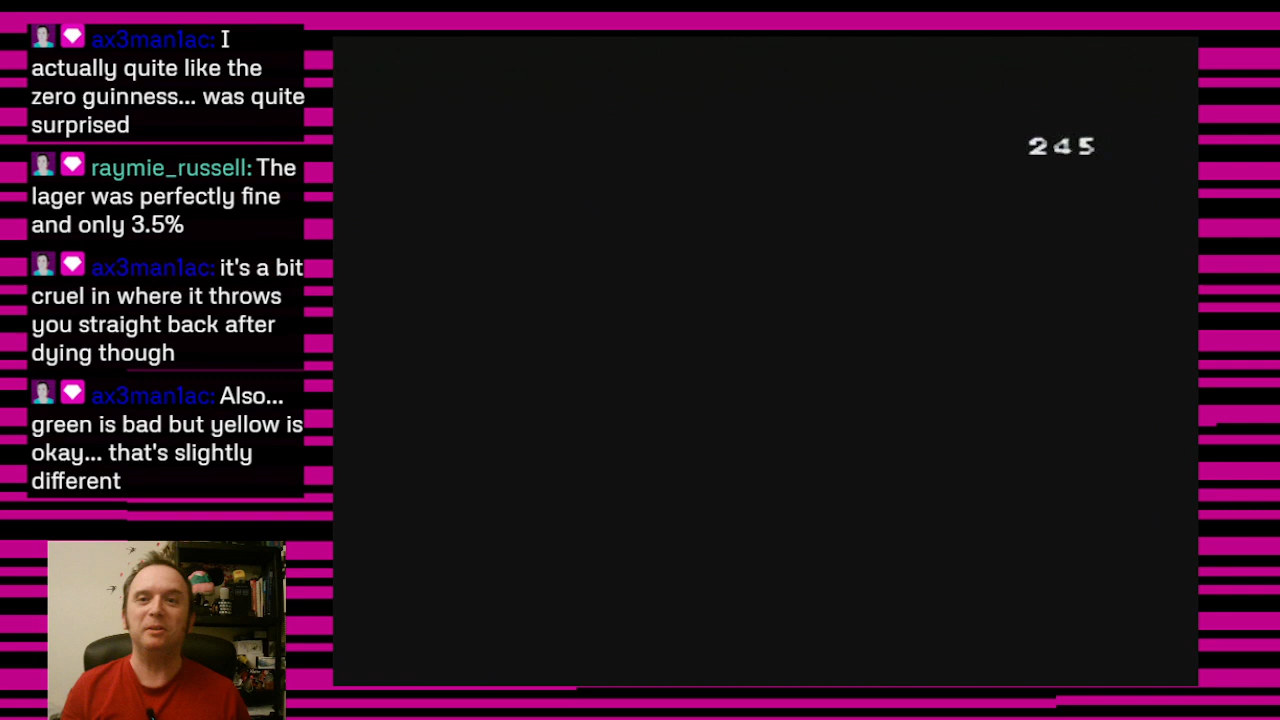 ax3man1ac: I
actually quite like the
zero guinness... was quite
surprised
raymie_russell: The
lager was perfectly fine
and only 3.5%
ax3man1ac: it's a bit
cruel in where it throws
you straight back after
dying though
ax3man1ac: Also...
green is bad but yellow is
okay... that's slightly
different
245